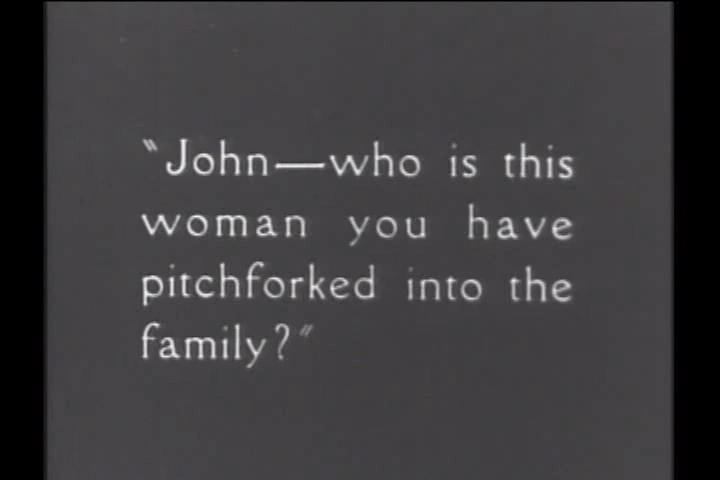 "John—who is this
woman you have
pitchforked into the
family?"